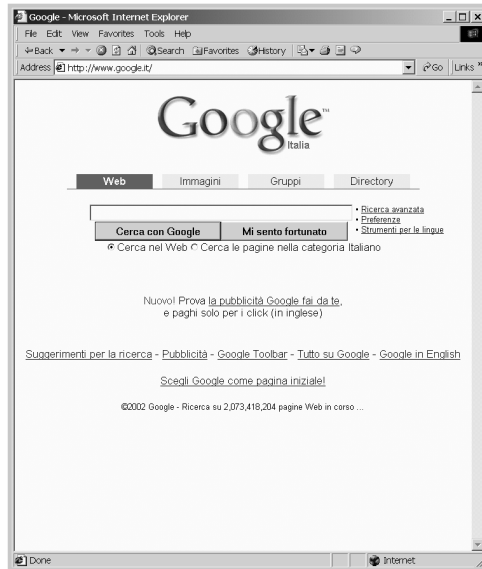 Google - Microsoft Internet Explorer
File Edit View Favorites Tools Help
Back Search Favorites History
Address http://www.google.it/ Go Links »
Google™
Italia
Web Immagini Gruppi Directory
• Ricerca avanzata
• Preferenze
• Strumenti per le lingue
Cerca con Google Mi sento fortunato
Cerca nel Web Cerca le pagine nella categoria Italiano
Nuovo! Prova la pubblicità Google fai da te,
e paghi solo per i click (in inglese)
Suggerimenti per la ricerca - Pubblicità - Google Toolbar - Tutto su Google - Google in English
Scegli Google come pagina iniziale!
©2002 Google - Ricerca su 2,073,418,204 pagine Web in corso ...
Done Internet